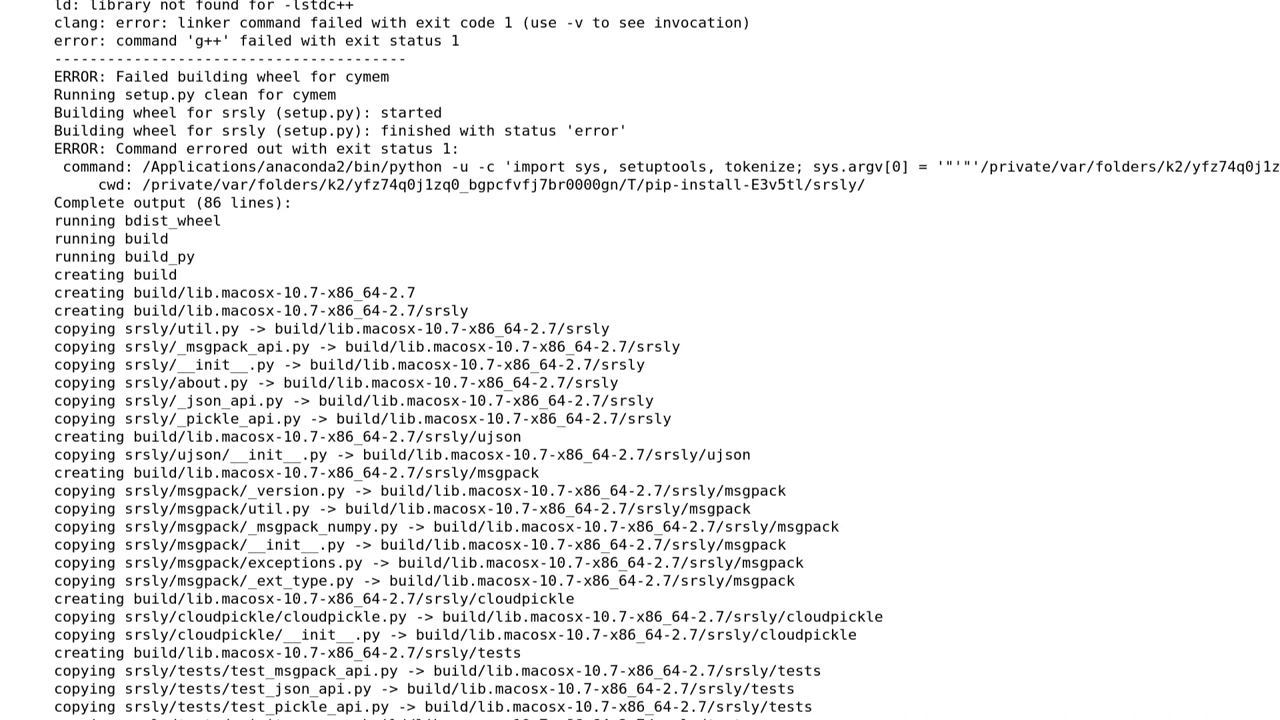 ld: library not found for -lstdc++
clang: error: linker command failed with exit code 1 (use -v to see invocation)
error: command 'g++' failed with exit status 1
----------------------------------------
ERROR: Failed building wheel for cymem
Running setup.py clean for cymem
Building wheel for srsly (setup.py): started
Building wheel for srsly (setup.py): finished with status 'error'
ERROR: Command errored out with exit status 1:
command: /Applications/anaconda2/bin/python -u -c 'import sys, setuptools, tokenize; sys.argv[0] = '"'"'/private/var/folders/k2/yfz74q0j1z
cwd: /private/var/folders/k2/yfz74q0j1zq0_bgpcfvfj7br0000gn/T/pip-install-E3v5tl/srsly/
Complete output (86 lines):
running bdist_wheel
running build
running build_py
creating build
creating build/lib.macosx-10.7-x86_64-2.7
creating build/lib.macosx-10.7-x86_64-2.7/srsly
copying srsly/util.py -> build/lib.macosx-10.7-x86_64-2.7/srsly
copying srsly/_msgpack_api.py -> build/lib.macosx-10.7-x86_64-2.7/srsly
copying srsly/__init__.py -> build/lib.macosx-10.7-x86_64-2.7/srsly
copying srsly/about.py -> build/lib.macosx-10.7-x86_64-2.7/srsly
copying srsly/_json_api.py -> build/lib.macosx-10.7-x86_64-2.7/srsly
copying srsly/_pickle_api.py -> build/lib.macosx-10.7-x86_64-2.7/srsly
creating build/lib.macosx-10.7-x86_64-2.7/srsly/ujson
copying srsly/ujson/__init__.py -> build/lib.macosx-10.7-x86_64-2.7/srsly/ujson
creating build/lib.macosx-10.7-x86_64-2.7/srsly/msgpack
copying srsly/msgpack/_version.py -> build/lib.macosx-10.7-x86_64-2.7/srsly/msgpack
copying srsly/msgpack/util.py -> build/lib.macosx-10.7-x86_64-2.7/srsly/msgpack
copying srsly/msgpack/_msgpack_numpy.py -> build/lib.macosx-10.7-x86_64-2.7/srsly/msgpack
copying srsly/msgpack/__init__.py -> build/lib.macosx-10.7-x86_64-2.7/srsly/msgpack
copying srsly/msgpack/exceptions.py -> build/lib.macosx-10.7-x86_64-2.7/srsly/msgpack
copying srsly/msgpack/_ext_type.py -> build/lib.macosx-10.7-x86_64-2.7/srsly/msgpack
creating build/lib.macosx-10.7-x86_64-2.7/srsly/cloudpickle
copying srsly/cloudpickle/cloudpickle.py -> build/lib.macosx-10.7-x86_64-2.7/srsly/cloudpickle
copying srsly/cloudpickle/__init__.py -> build/lib.macosx-10.7-x86_64-2.7/srsly/cloudpickle
creating build/lib.macosx-10.7-x86_64-2.7/srsly/tests
copying srsly/tests/test_msgpack_api.py -> build/lib.macosx-10.7-x86_64-2.7/srsly/tests
copying srsly/tests/test_json_api.py -> build/lib.macosx-10.7-x86_64-2.7/srsly/tests
copying srsly/tests/test_pickle_api.py -> build/lib.macosx-10.7-x86_64-2.7/srsly/tests